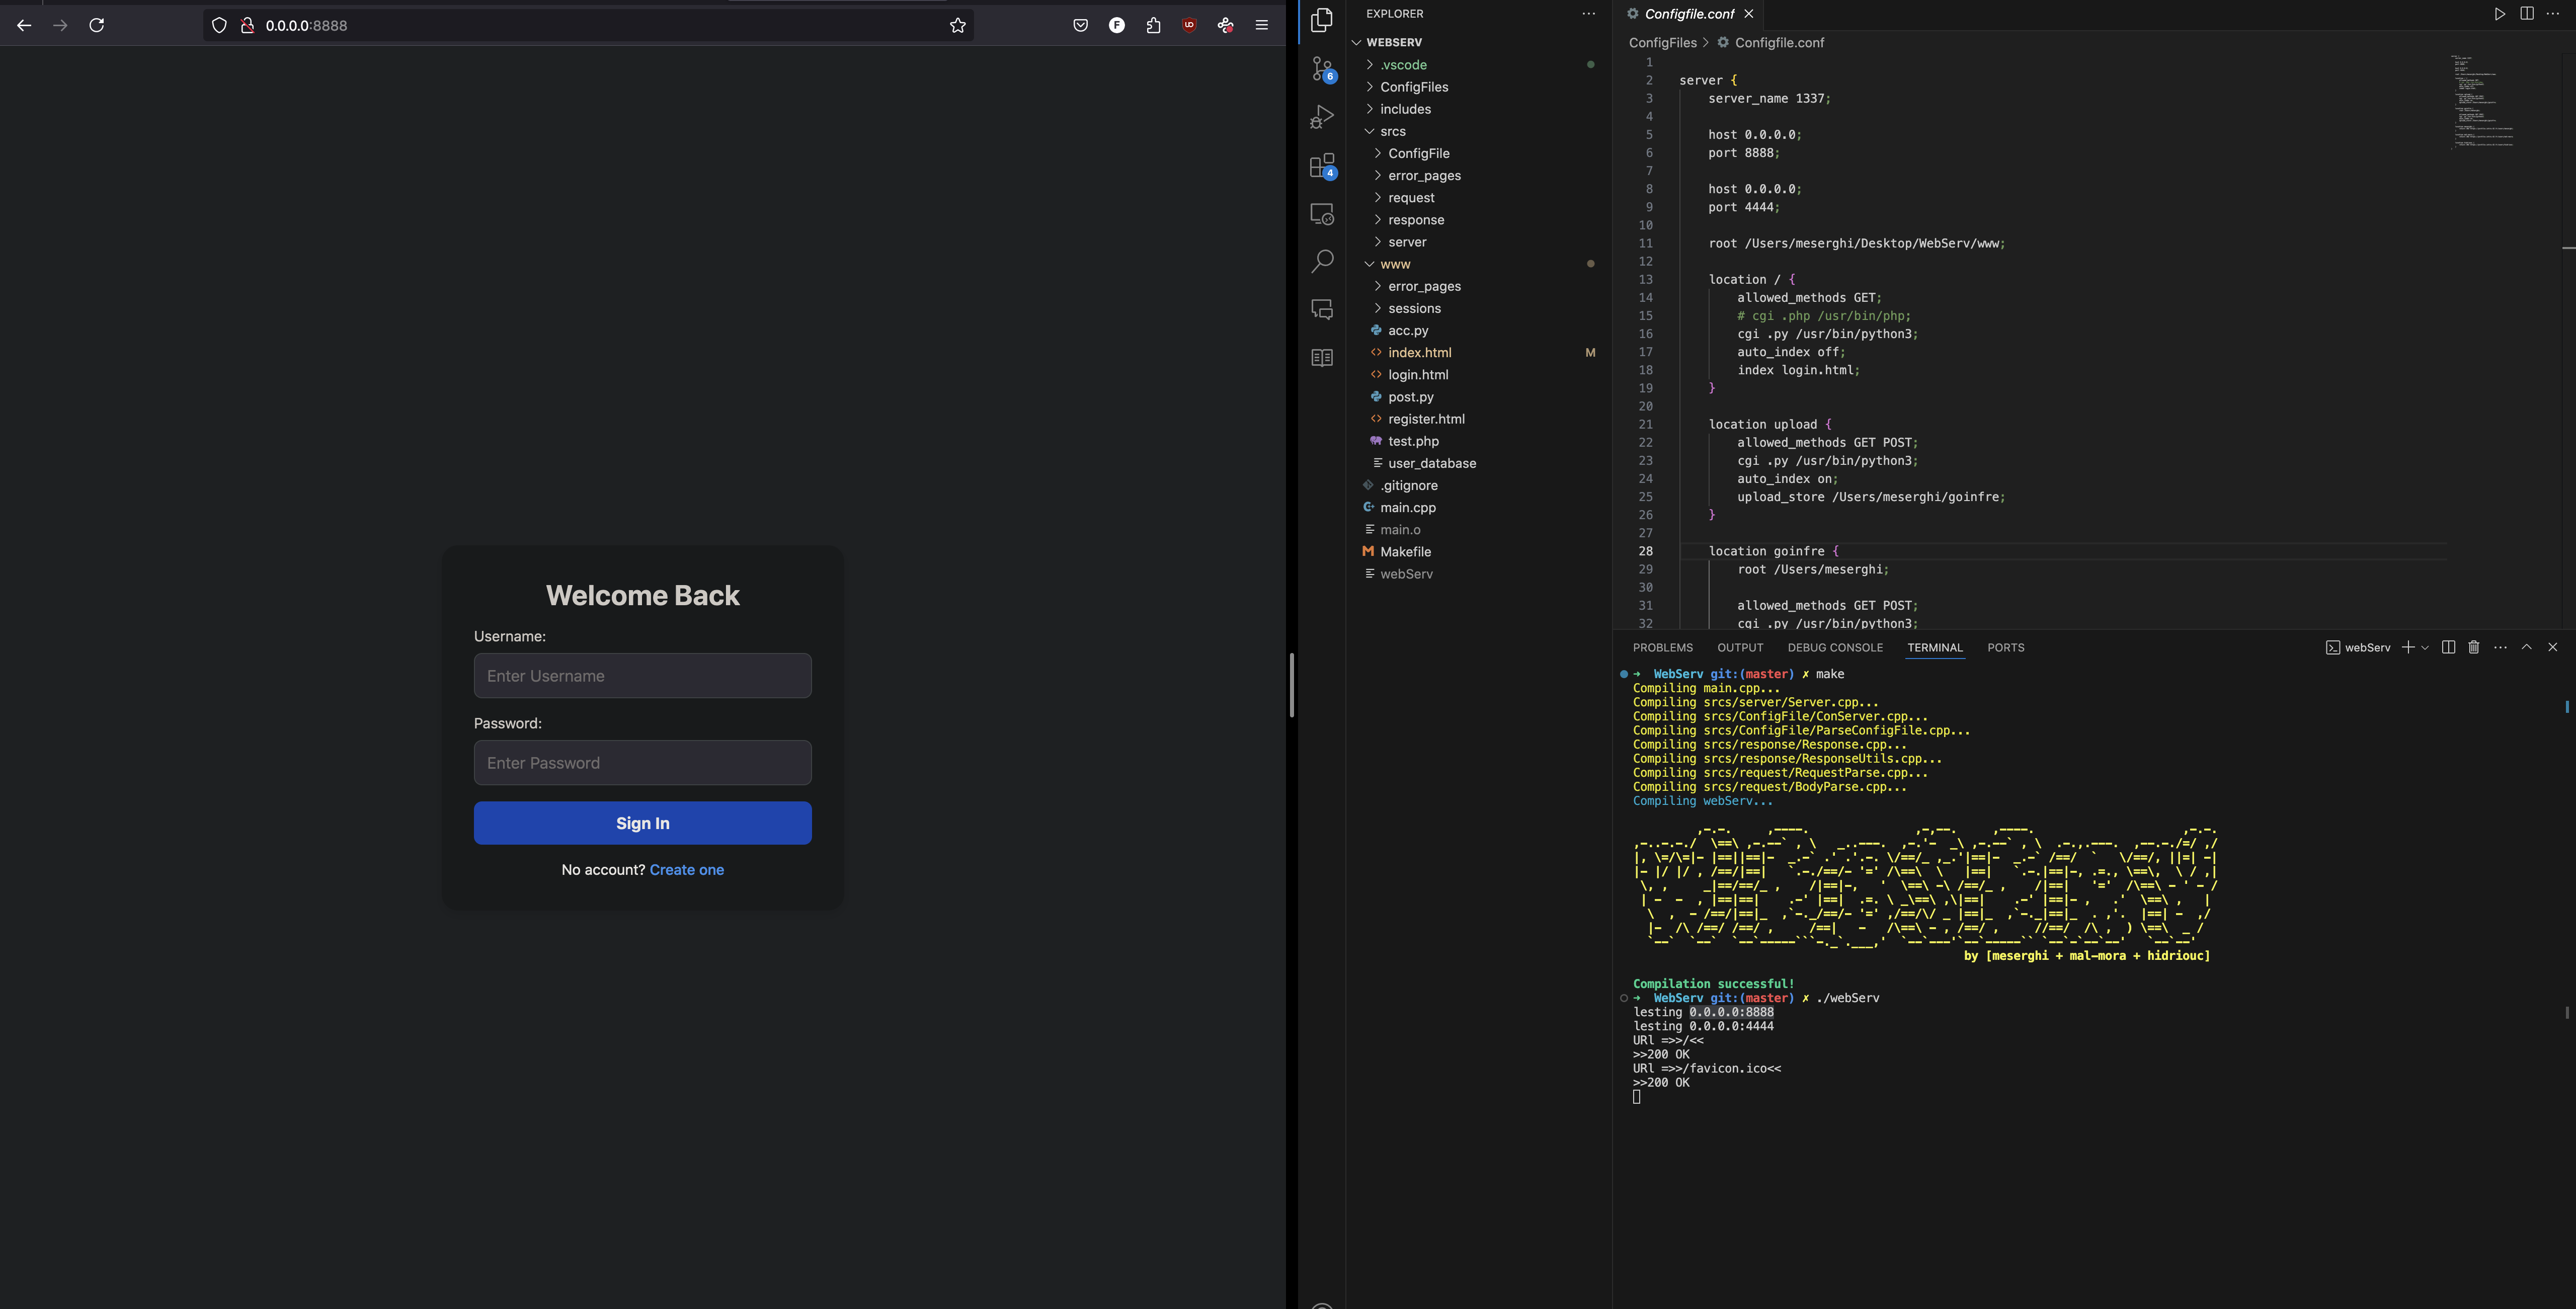 0.0.0.0:8888
Welcome Back
Username:
Enter Username
Password:
Enter Password
Sign In
No account? Create one
6
4
EXPLORER
WEBSERV
.vscode
ConfigFiles
includes
srcs
ConfigFile
error_pages
request
response
server
www
error_pages
sessions
acc.py
index.html M
login.html
post.py
register.html
test.php
user_database
.gitignore
main.cpp
main.o
Makefile
webServ
Configfile.conf
ConfigFiles > Configfile.conf
1
2 server {
3 server_name 1337;
4
5 host 0.0.0.0;
6 port 8888;
7
8 host 0.0.0.0;
9 port 4444;
10
11 root /Users/meserghi/Desktop/WebServ/www;
12
13 location / {
14 allowed_methods GET;
15 # cgi .php /usr/bin/php;
16 cgi .py /usr/bin/python3;
17 auto_index off;
18 index login.html;
19 }
20
21 location upload {
22 allowed_methods GET POST;
23 cgi .py /usr/bin/python3;
24 auto_index on;
25 upload_store /Users/meserghi/goinfre;
26 }
27
28 location goinfre {
29 root /Users/meserghi;
30
31 allowed_methods GET POST;
32 cgi .py /usr/bin/python3;
PROBLEMS OUTPUT DEBUG CONSOLE TERMINAL PORTS
webServ
➜ WebServ git:(master) ✗ make
Compiling main.cpp...
Compiling srcs/server/Server.cpp...
Compiling srcs/ConfigFile/ConServer.cpp...
Compiling srcs/ConfigFile/ParseConfigFile.cpp...
Compiling srcs/response/Response.cpp...
Compiling srcs/response/ResponseUtils.cpp...
Compiling srcs/request/RequestParse.cpp...
Compiling srcs/request/BodyParse.cpp...
Compiling webServ...
by [meserghi + mal-mora + hidriouc]
Compilation successful!
➜ WebServ git:(master) ✗ ./webServ
lesting 0.0.0.0:8888
lesting 0.0.0.0:4444
URl =>>/<<
>>200 OK
URl =>>/favicon.ico<<
>>200 OK